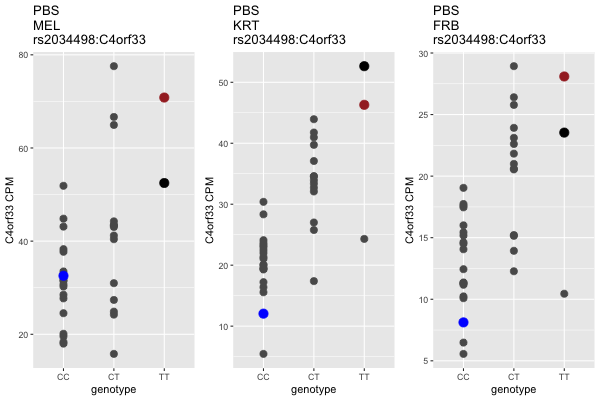 PBS
MEL
rs2034498:C4orf33
80
60
40
20
C4orf33 CPM
CC
CT
TT
genotype
PBS
KRT
rs2034498:C4orf33
50
40
30
20
10
C4orf33 CPM
CC
CT
TT
genotype
PBS
FRB
rs2034498:C4orf33
30
25
20
15
10
5
C4orf33 CPM
CC
CT
TT
genotype